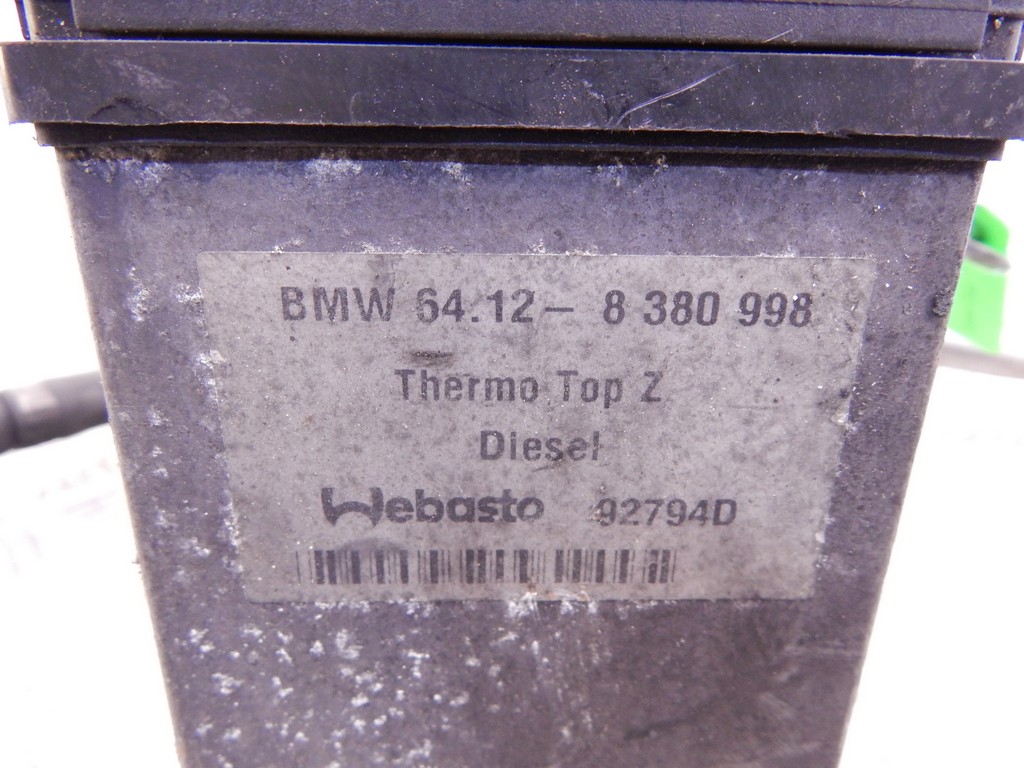 BMW 64.12 – 8 380 998
Thermo Top Z
Diesel
Webasto 92794D